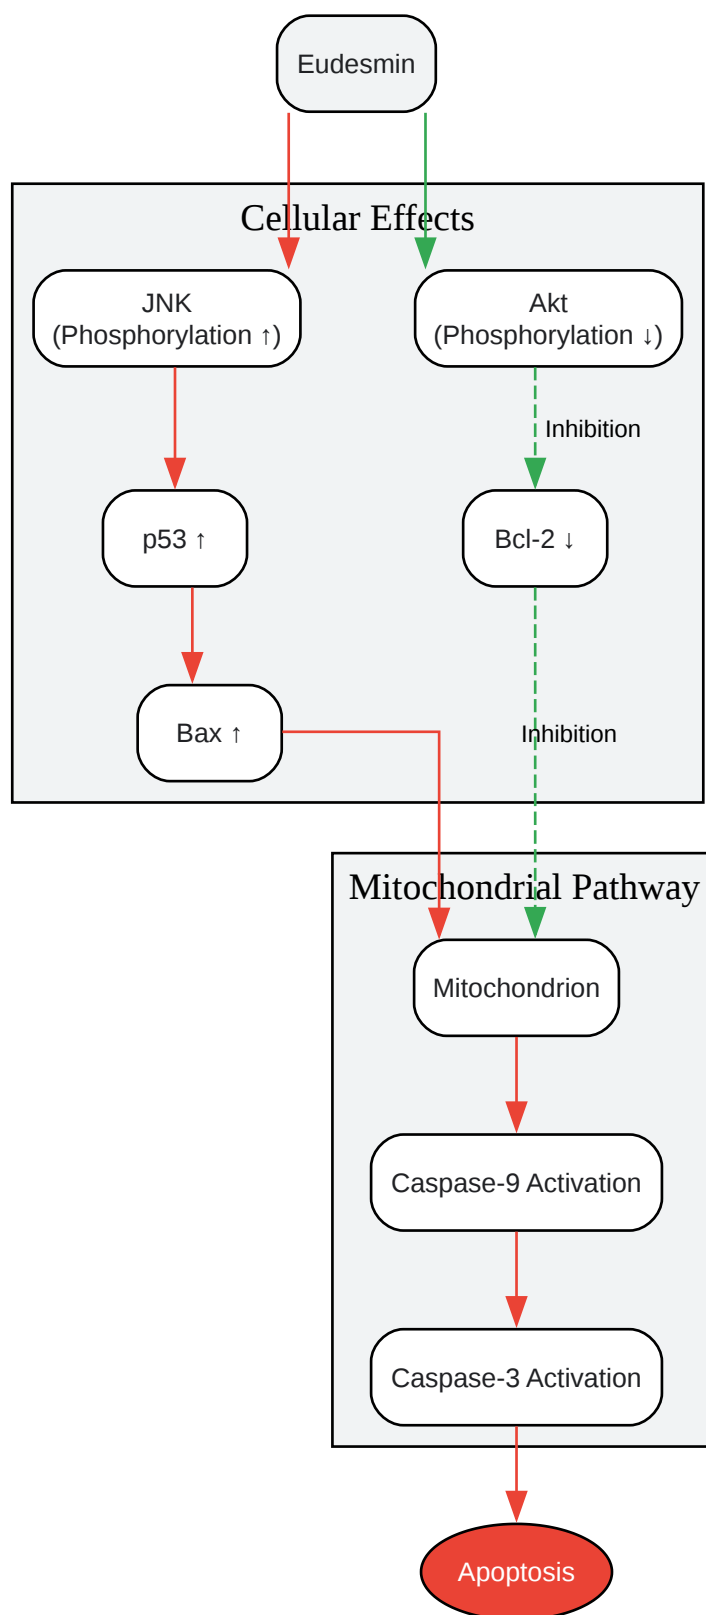 Eudesmin
Cellular Effects
JNK
(Phosphorylation ↑)
Akt
(Phosphorylation ↓)
Inhibition
p53 ↑
Bcl-2 ↓
Bax ↑
Inhibition
Mitochondrial Pathway
Mitochondrion
Caspase-9 Activation
Caspase-3 Activation
Apoptosis